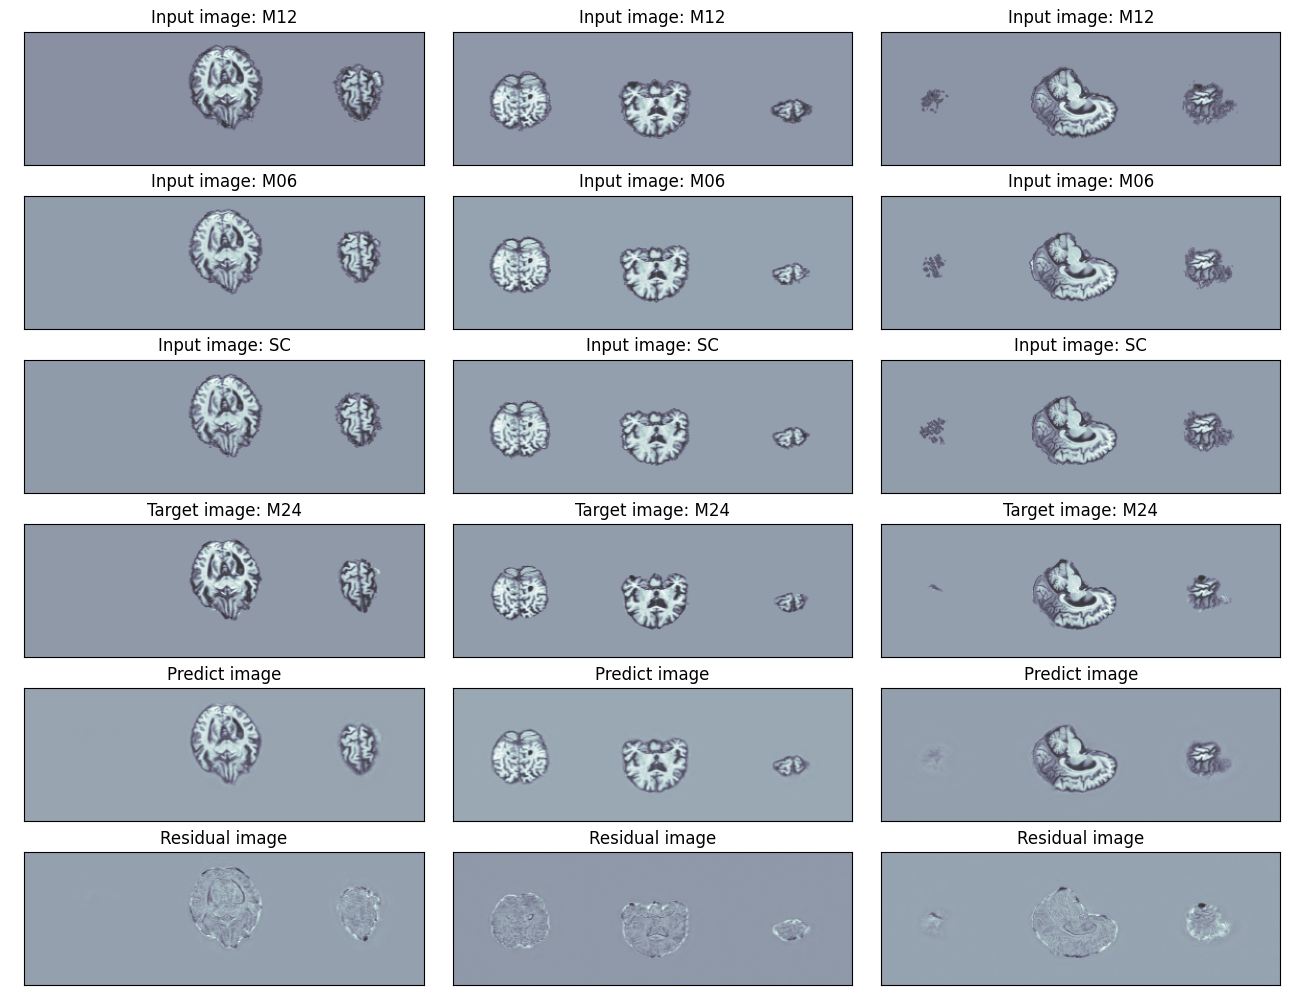 Input image: M12 Input image: M12 Input image: M12
Input image: M06 Input image: M06 Input image: M06
Input image: SC Input image: SC Input image: SC
Target image: M24 Target image: M24 Target image: M24
Predict image Predict image Predict image
Residual image Residual image Residual image